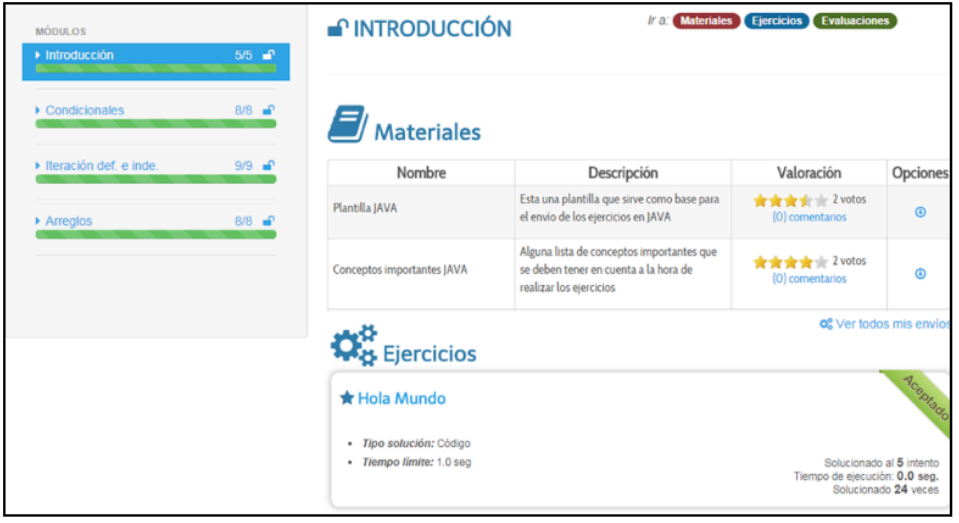 MÓDULOS
Introducción 5/5
Condicionales 8/8
Iteración def. e inde. 9/9
Arreglos 8/8
INTRODUCCIÓN
Ir a: Materiales Ejercicios Evaluaciones
Materiales
Nombre Descripción Valoración Opciones
Plantilla JAVA
Esta una plantilla que sirve como base para
el envío de los ejercicios en JAVA
2 votos
(0) comentarios
Conceptos importantes JAVA
Alguna lista de conceptos importantes que
se deben tener en cuenta a la hora de
realizar los ejercicios
2 votos
(0) comentarios
Ver todos mis envíos
Ejercicios
Hola Mundo
Aceptado
• Tipo solución: Código
• Tiempo límite: 1.0 seg
Solucionado al 5 intento
Tiempo de ejecución: 0.0 seg.
Solucionado 24 veces